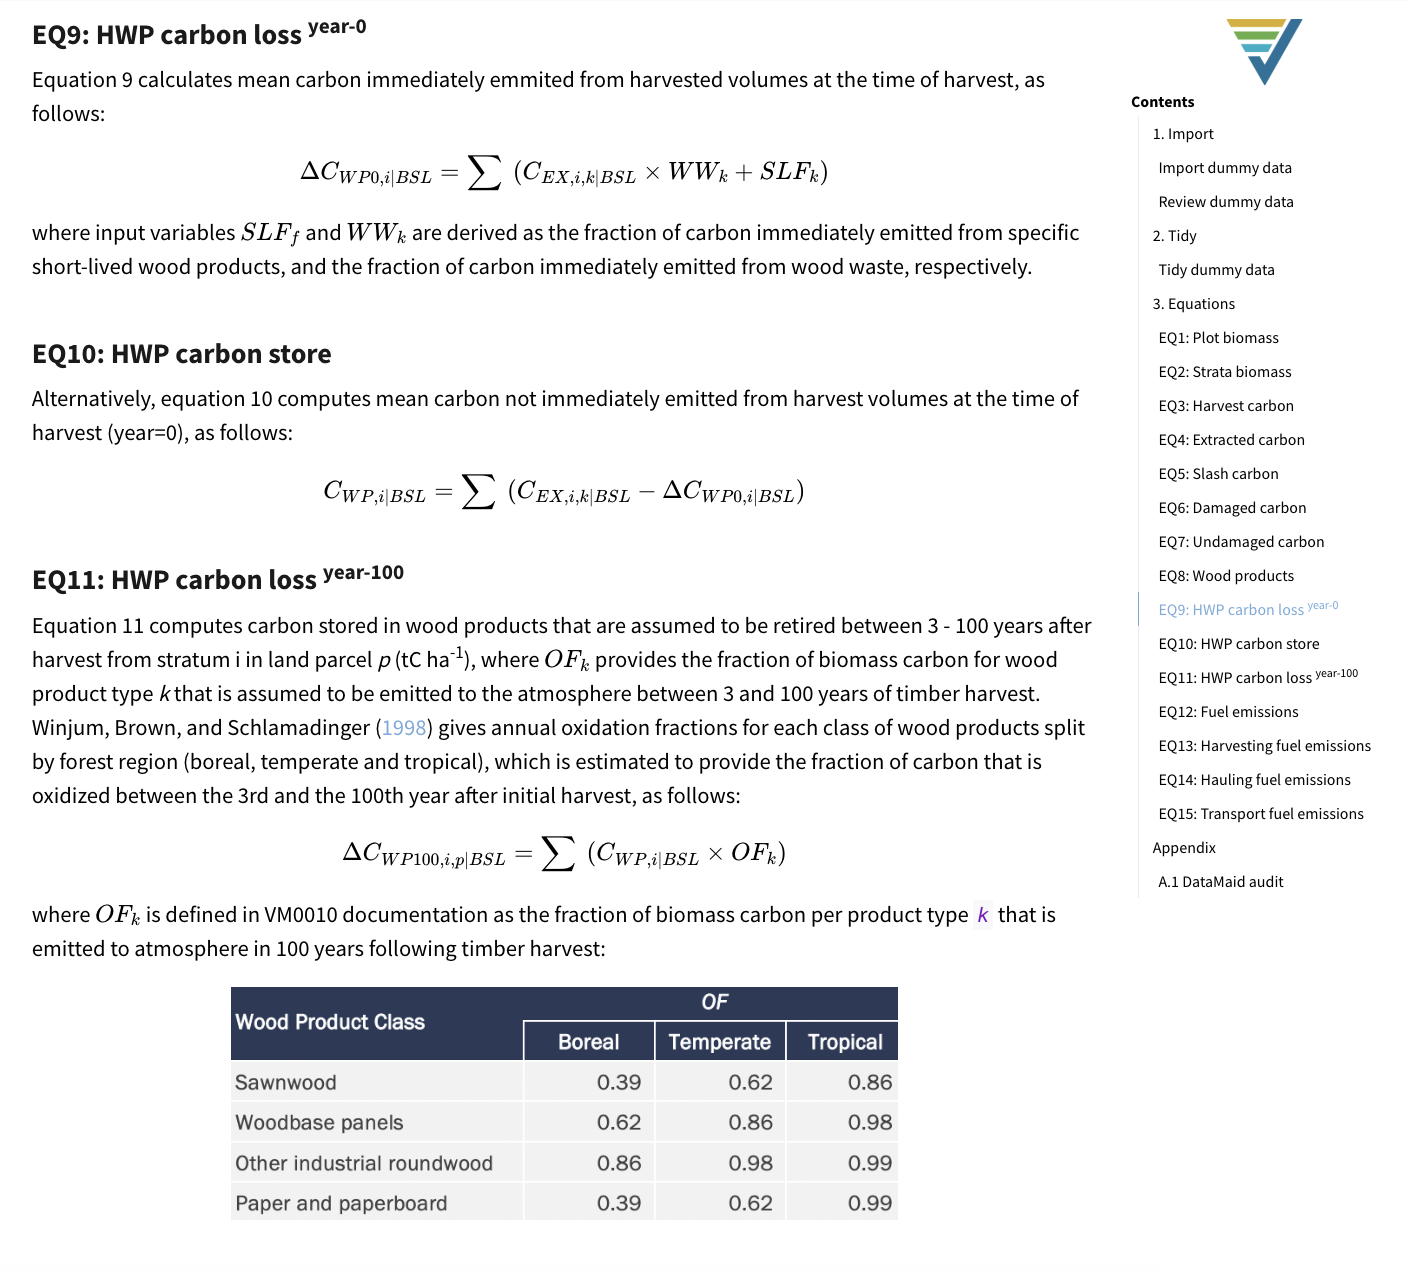 EQ9: HWP carbon loss year-0
Equation 9 calculates mean carbon immediately emmited from harvested volumes at the time of harvest, as
follows:
ΔC_{WP0,i|BSL} = ∑ (C_{EX,i,k|BSL} × WW_k + SLF_k)
where input variables SLF_f and WW_k are derived as the fraction of carbon immediately emitted from specific
short-lived wood products, and the fraction of carbon immediately emitted from wood waste, respectively.
EQ10: HWP carbon store
Alternatively, equation 10 computes mean carbon not immediately emitted from harvest volumes at the time of
harvest (year=0), as follows:
C_{WP,i|BSL} = ∑ (C_{EX,i,k|BSL} − ΔC_{WP0,i|BSL})
EQ11: HWP carbon loss year-100
Equation 11 computes carbon stored in wood products that are assumed to be retired between 3 - 100 years after
harvest from stratum i in land parcel p (tC ha-1), where OF_k provides the fraction of biomass carbon for wood
product type k that is assumed to be emitted to the atmosphere between 3 and 100 years of timber harvest.
Winjum, Brown, and Schlamadinger (1998) gives annual oxidation fractions for each class of wood products split
by forest region (boreal, temperate and tropical), which is estimated to provide the fraction of carbon that is
oxidized between the 3rd and the 100th year after initial harvest, as follows:
ΔC_{WP100,i,p|BSL} = ∑ (C_{WP,i|BSL} × OF_k)
where OF_k is defined in VM0010 documentation as the fraction of biomass carbon per product type k that is
emitted to atmosphere in 100 years following timber harvest:
Wood Product Class OF
Boreal Temperate Tropical
Sawnwood 0.39 0.62 0.86
Woodbase panels 0.62 0.86 0.98
Other industrial roundwood 0.86 0.98 0.99
Paper and paperboard 0.39 0.62 0.99
Contents
1. Import
Import dummy data
Review dummy data
2. Tidy
Tidy dummy data
3. Equations
EQ1: Plot biomass
EQ2: Strata biomass
EQ3: Harvest carbon
EQ4: Extracted carbon
EQ5: Slash carbon
EQ6: Damaged carbon
EQ7: Undamaged carbon
EQ8: Wood products
EQ9: HWP carbon loss year-0
EQ10: HWP carbon store
EQ11: HWP carbon loss year-100
EQ12: Fuel emissions
EQ13: Harvesting fuel emissions
EQ14: Hauling fuel emissions
EQ15: Transport fuel emissions
Appendix
A.1 DataMaid audit